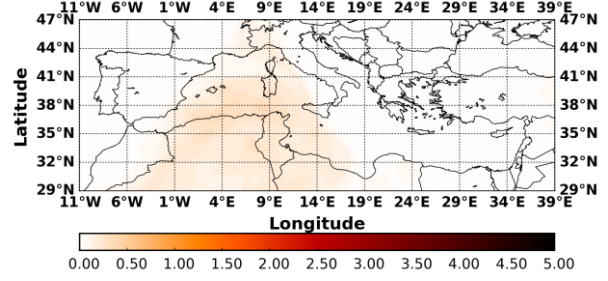 11°W 6°W 1°W 4°E 9°E 14°E 19°E 24°E 29°E 34°E 39°E
47°N 47°N
44°N 44°N
41°N 41°N
38°N 38°N
35°N 35°N
32°N 32°N
29°N 29°N
Latitude
11°W 6°W 1°W 4°E 9°E 14°E 19°E 24°E 29°E 34°E 39°E
Longitude
0.00 0.50 1.00 1.50 2.00 2.50 3.00 3.50 4.00 4.50 5.00